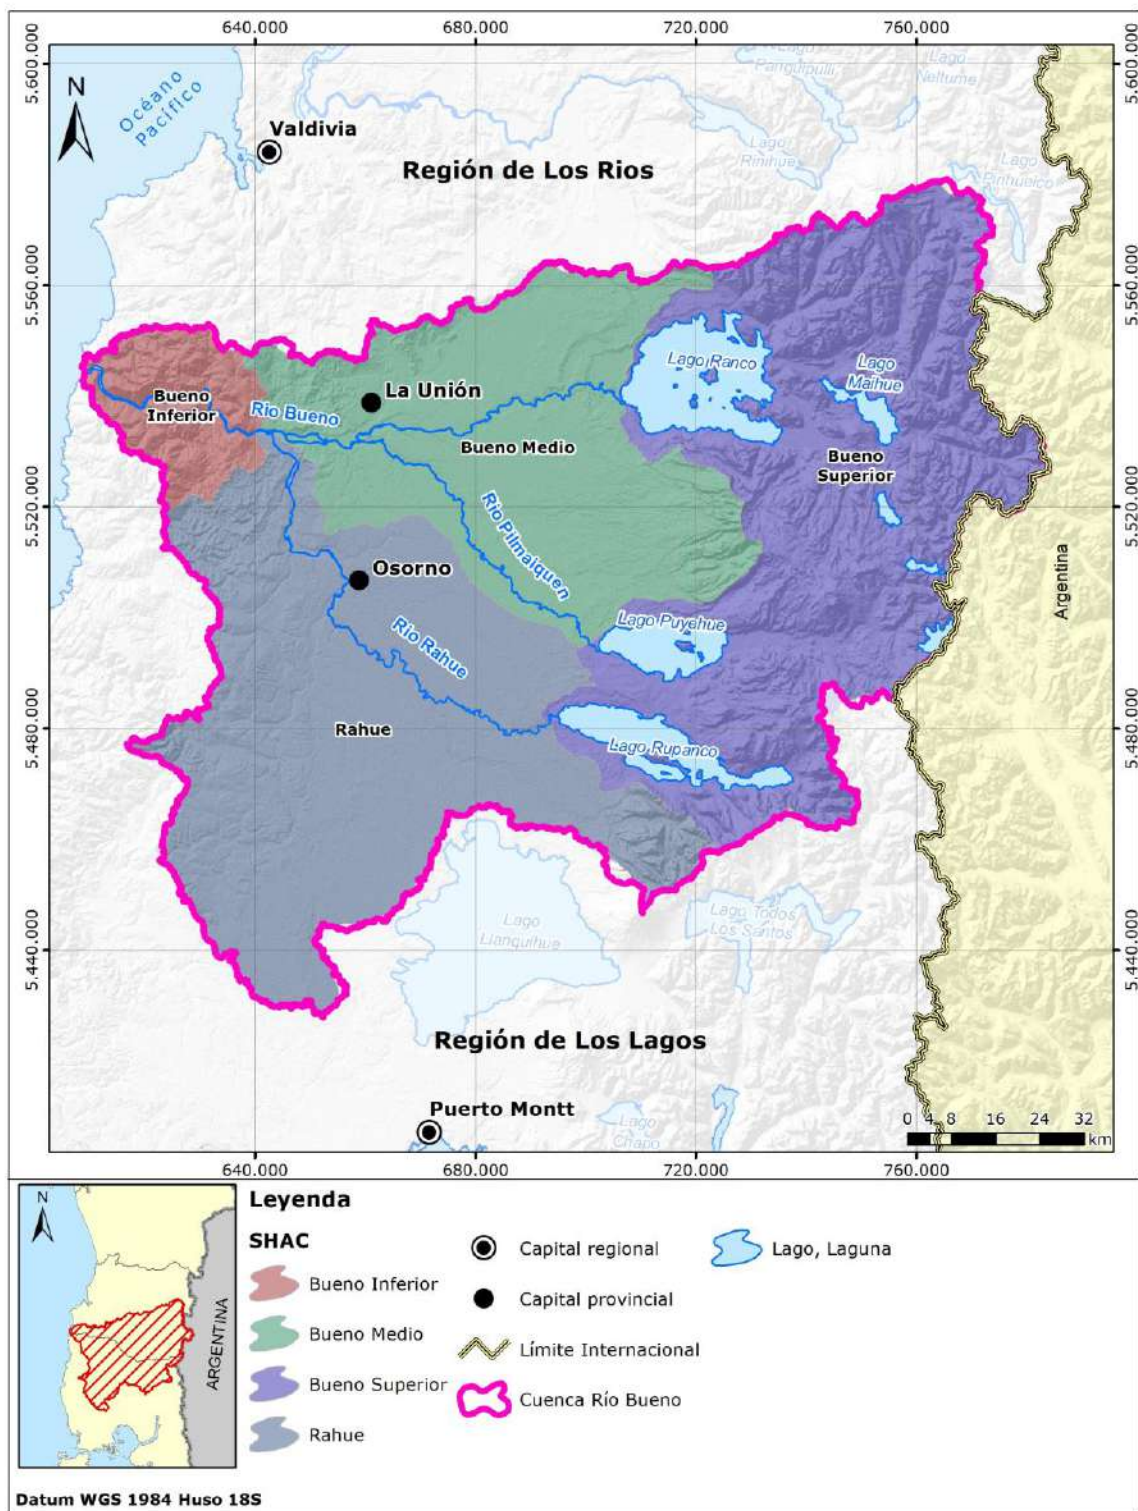 640.000
680.000
720.000
760.000
5.600.000
5.600.000
N
Océano
Pacífico
Valdivia
Región de Los Rios
Lago
Panguipulli
Lago
Neltume
Lago
Riñihue
Lago
Pirihueico
5.560.000
5.560.000
Lago Ranco
Lago
Maihue
Bueno
Inferior
Río Bueno
La Unión
Bueno Medio
Bueno
Superior
5.520.000
5.520.000
Río Pilmaiquen
Argentina
Osorno
Lago Puyehue
Río Rahue
Rahue
Lago Rupanco
5.480.000
5.480.000
Lago
Llanquihue
Lago Todos
Los Santos
5.440.000
5.440.000
Región de Los Lagos
Puerto Montt
Lago
Chapo
0 4 8 16 24 32
km
640.000
680.000
720.000
760.000
N
ARGENTINA
Leyenda
SHAC
Bueno Inferior
Bueno Medio
Bueno Superior
Rahue
Capital regional
Capital provincial
Límite Internacional
Cuenca Río Bueno
Lago, Laguna
Datum WGS 1984 Huso 18S